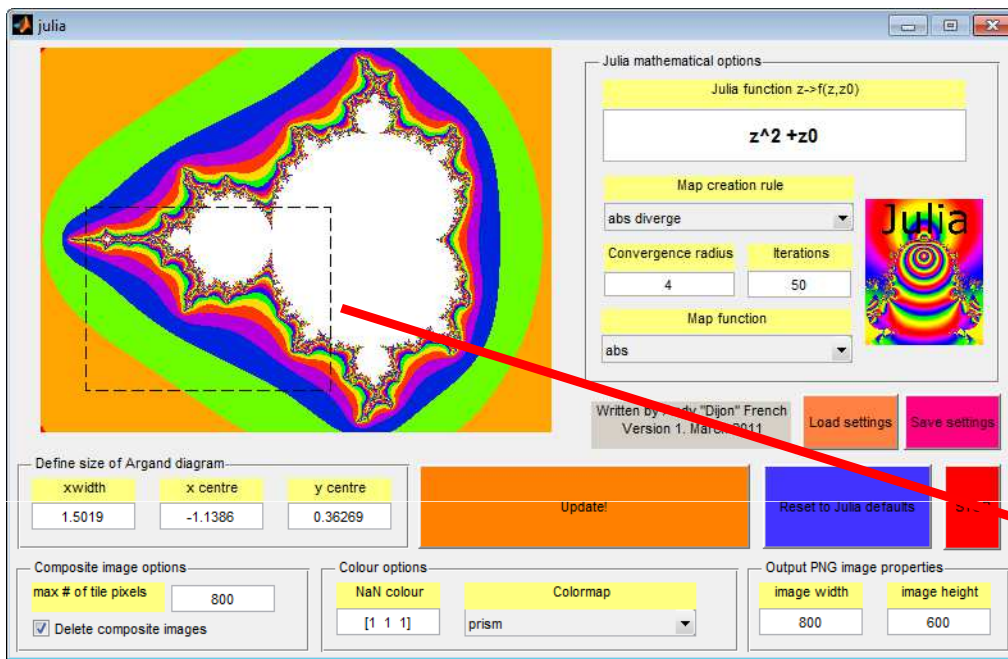 julia
Julia mathematical options
Julia function z->f(z,z0)
z^2 +z0
Map creation rule
abs diverge
Julia
Convergence radius
Iterations
4
50
Map function
abs
Written by "Dijon" French
Version 1. March 2011
Load settings
Save settings
Define size of Argand diagram
xwidth
x centre
y centre
1.5019
-1.1386
0.36269
Update!
Reset to Julia defaults
Composite image options
max # of tile pixels
800
Delete composite images
Colour options
NaN colour
Colormap
[1 1 1]
prism
Output PNG image properties
image width
image height
800
600